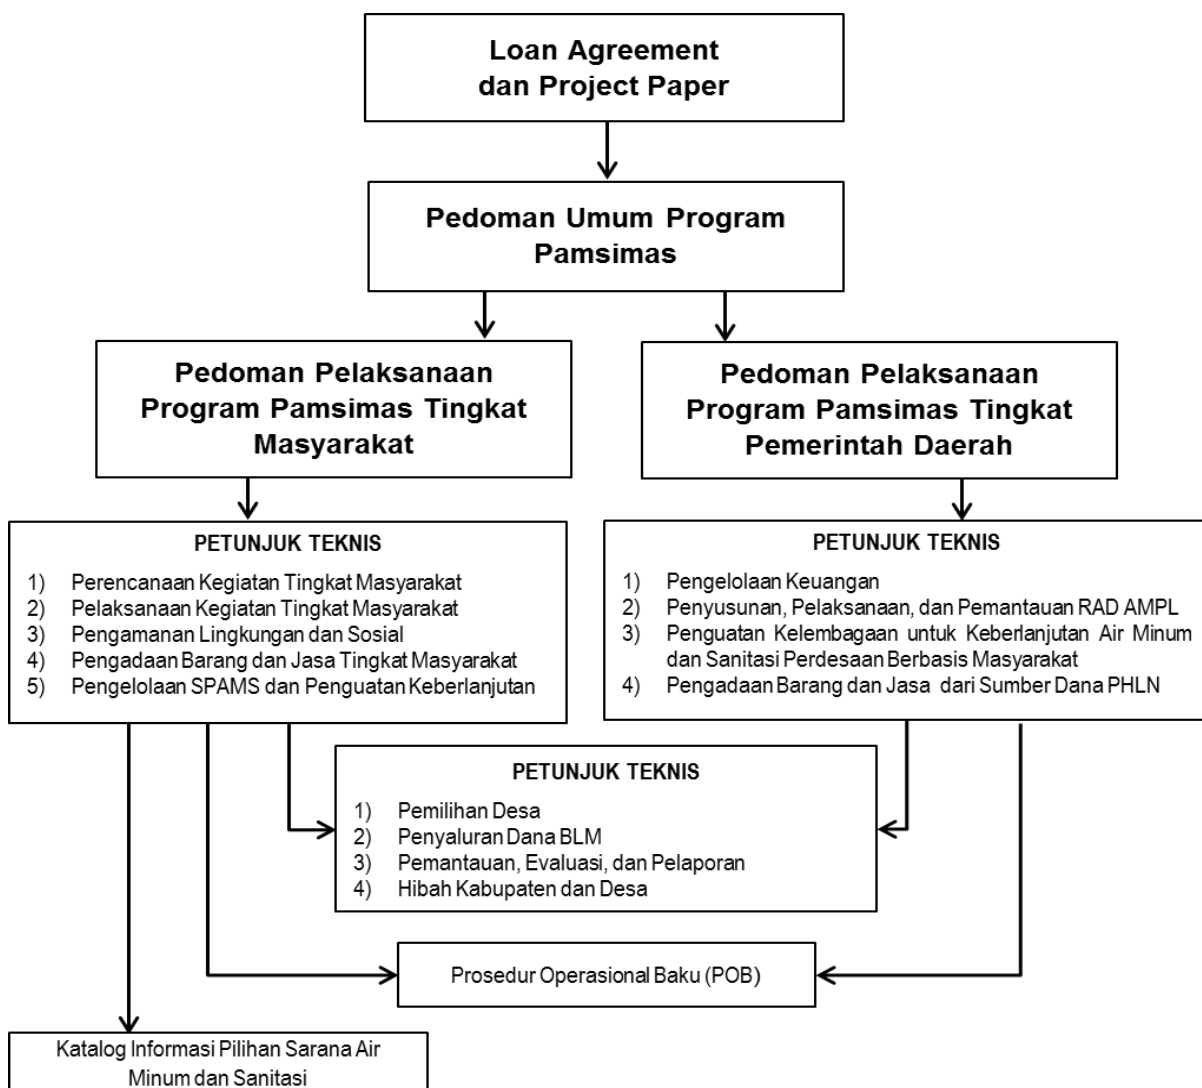 Loan Agreement
dan Project Paper
Pedoman Umum Program
Pamsimas
Pedoman Pelaksanaan
Program Pamsimas Tingkat
Masyarakat
Pedoman Pelaksanaan
Program Pamsimas Tingkat
Pemerintah Daerah
PETUNJUK TEKNIS
1) Perencanaan Kegiatan Tingkat Masyarakat
2) Pelaksanaan Kegiatan Tingkat Masyarakat
3) Pengamanan Lingkungan dan Sosial
4) Pengadaan Barang dan Jasa Tingkat Masyarakat
5) Pengelolaan SPAMS dan Penguatan Keberlanjutan
PETUNJUK TEKNIS
1) Pengelolaan Keuangan
2) Penyusunan, Pelaksanaan, dan Pemantauan RAD AMPL
3) Penguatan Kelembagaan untuk Keberlanjutan Air Minum
dan Sanitasi Perdesaan Berbasis Masyarakat
4) Pengadaan Barang dan Jasa dari Sumber Dana PHLN
PETUNJUK TEKNIS
1) Pemilihan Desa
2) Penyaluran Dana BLM
3) Pemantauan, Evaluasi, dan Pelaporan
4) Hibah Kabupaten dan Desa
Prosedur Operasional Baku (POB)
Katalog Informasi Pilihan Sarana Air
Minum dan Sanitasi